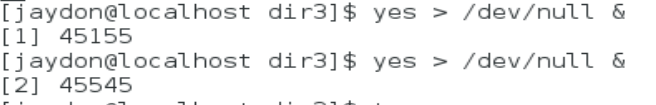 [jaydon@localhost dir3]$ yes > /dev/null &
[1] 45155
[jaydon@localhost dir3]$ yes > /dev/null &
[2] 45545